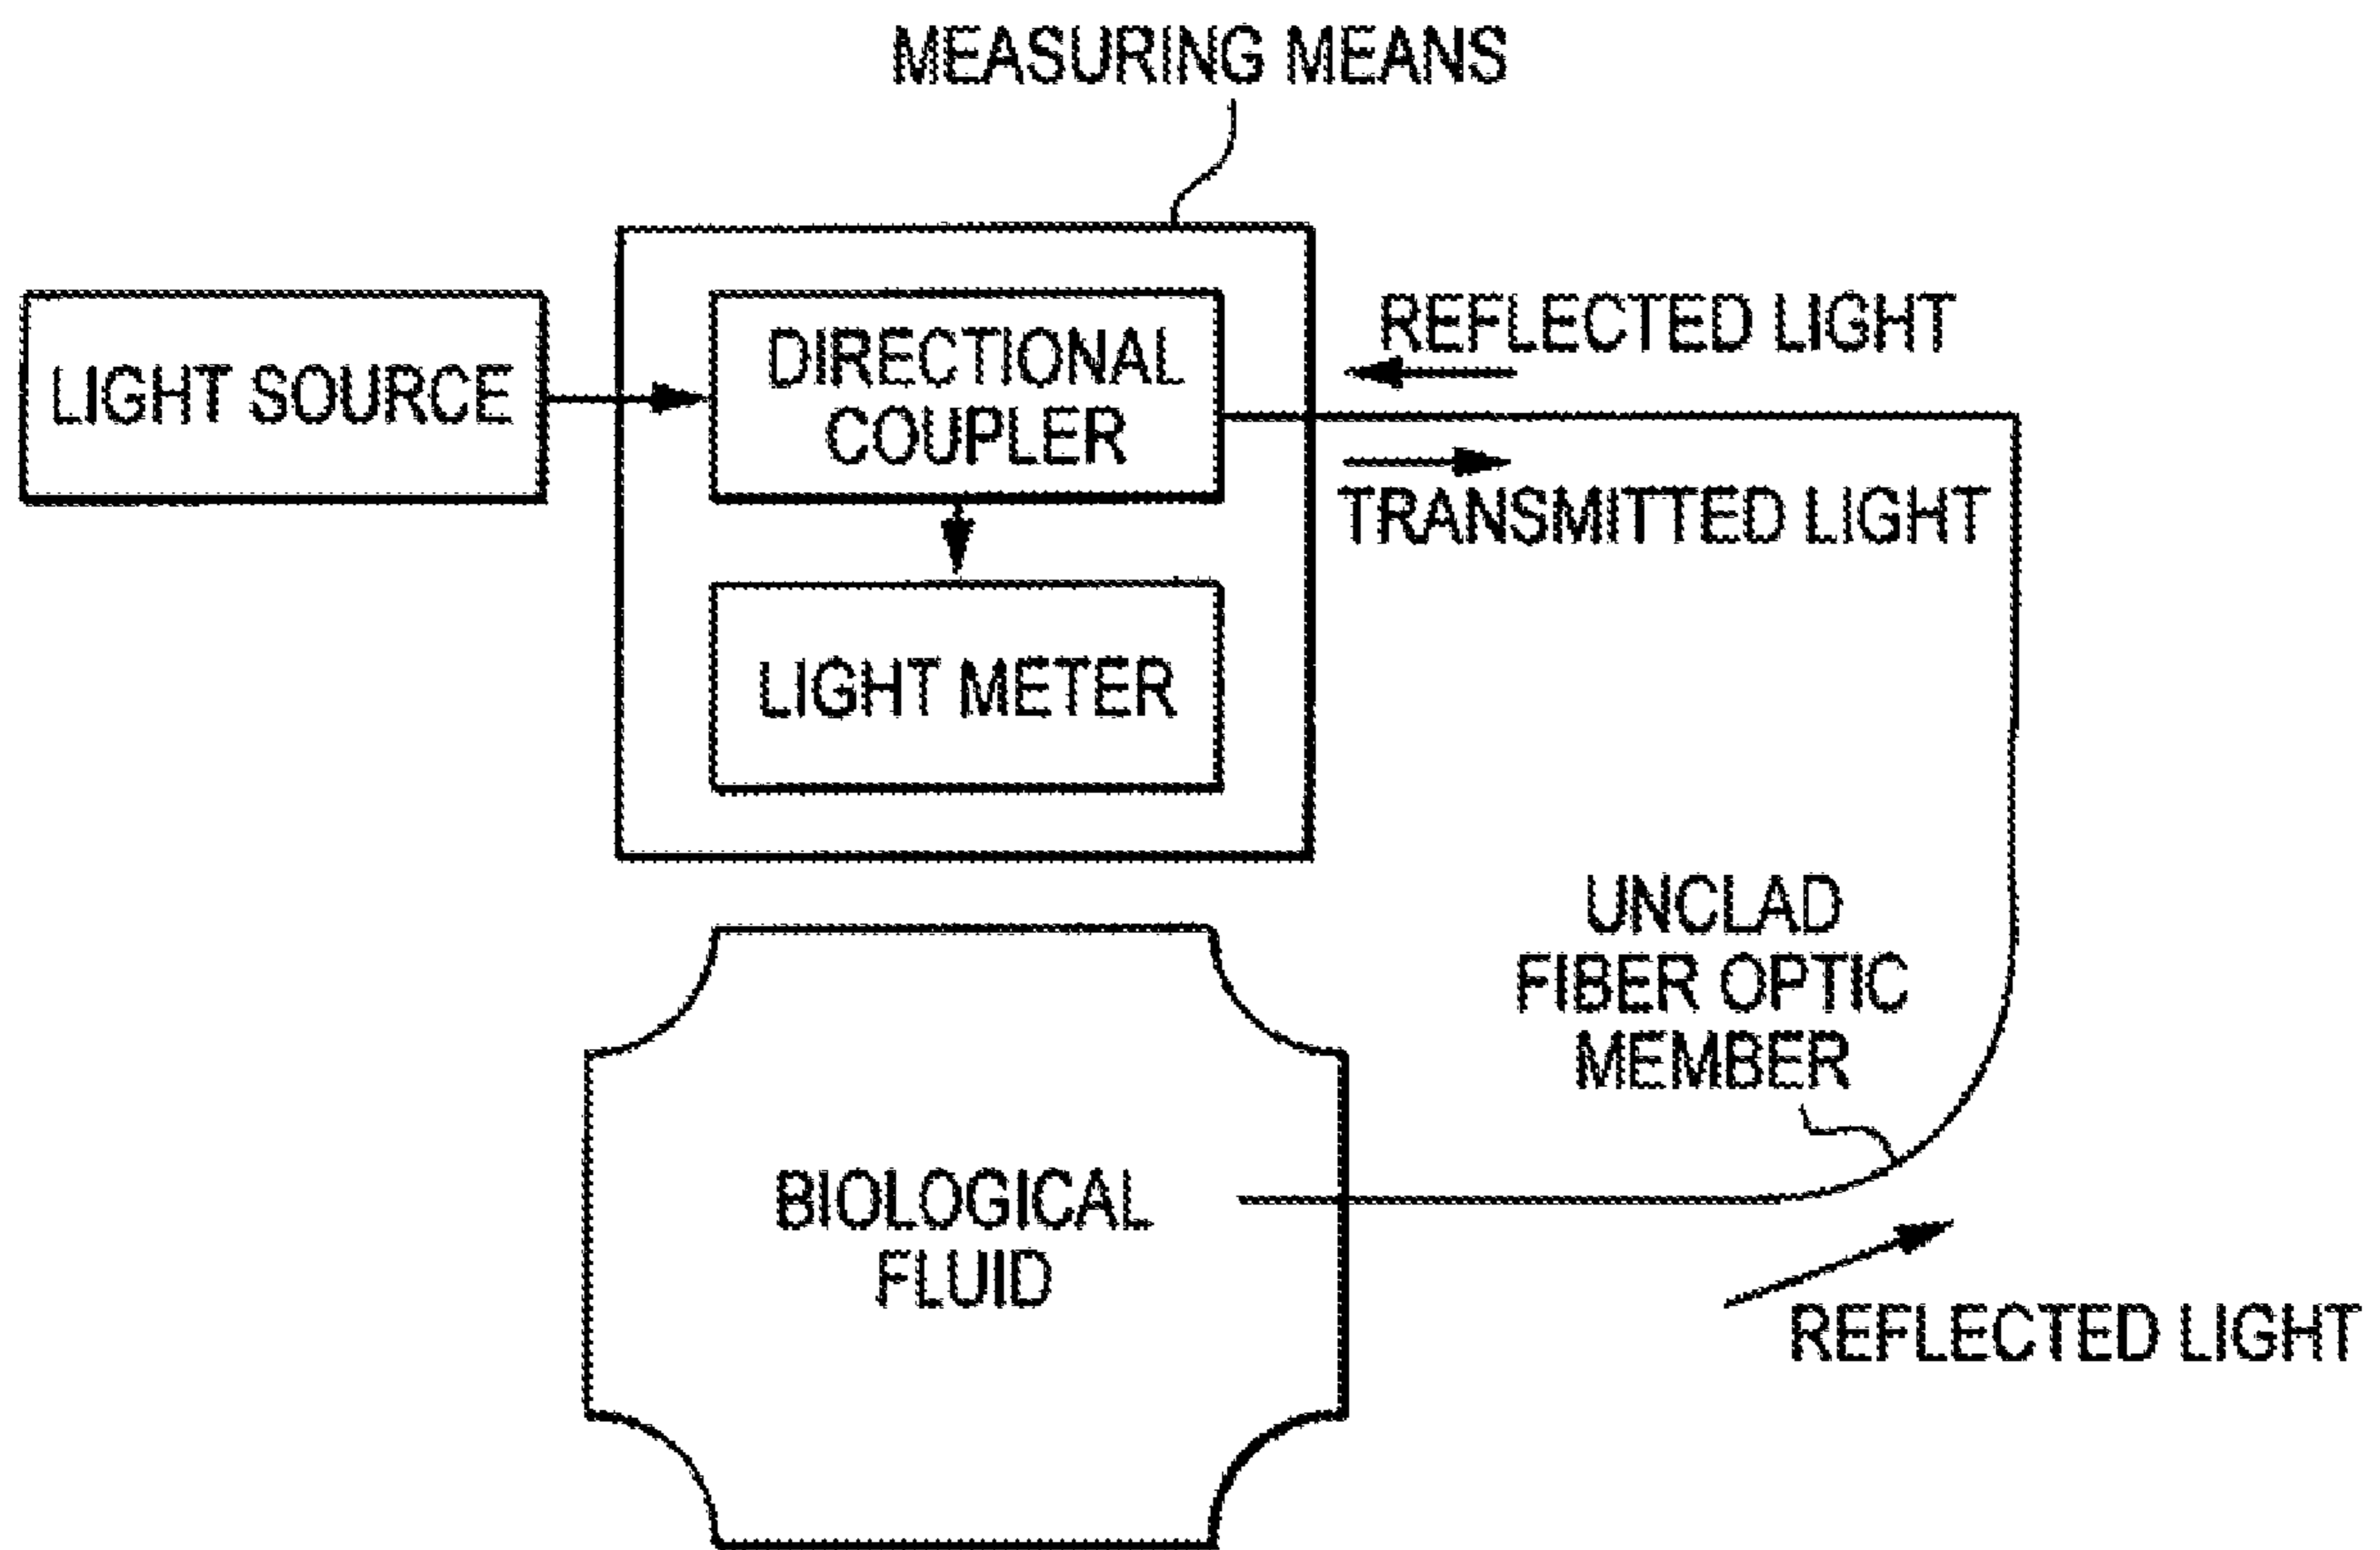 MEASURING MEANS
LIGHT SOURCE
DIRECTIONAL
COUPLER
REFLECTED LIGHT
TRANSMITTED LIGHT
LIGHT METER
UNCLAD
FIBER OPTIC
MEMBER
BIOLOGICAL
FLUID
REFLECTED LIGHT